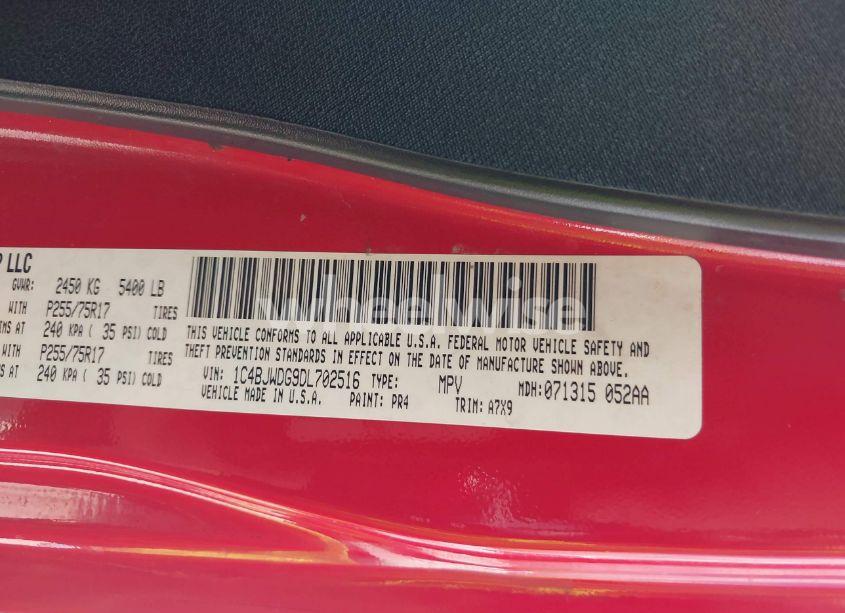 P LLC
GVWR: 2450 KG 5400 LB
WITH P255/75R17 TIRES
MS AT 240 KPA ( 35 PSI) COLD
WITH P255/75R17 TIRES
AT 240 KPA ( 35 PSI) COLD
wheelwise
THIS VEHICLE CONFORMS TO ALL APPLICABLE U.S.A. FEDERAL MOTOR VEHICLE SAFETY AND
THEFT PREVENTION STANDARDS IN EFFECT ON THE DATE OF MANUFACTURE SHOWN ABOVE.
VIN: 1C4BJWDG9DL702516 TYPE: MPV MDH: 071315 052AA
VEHICLE MADE IN U.S.A. PAINT: PR4 TRIM: A7X9